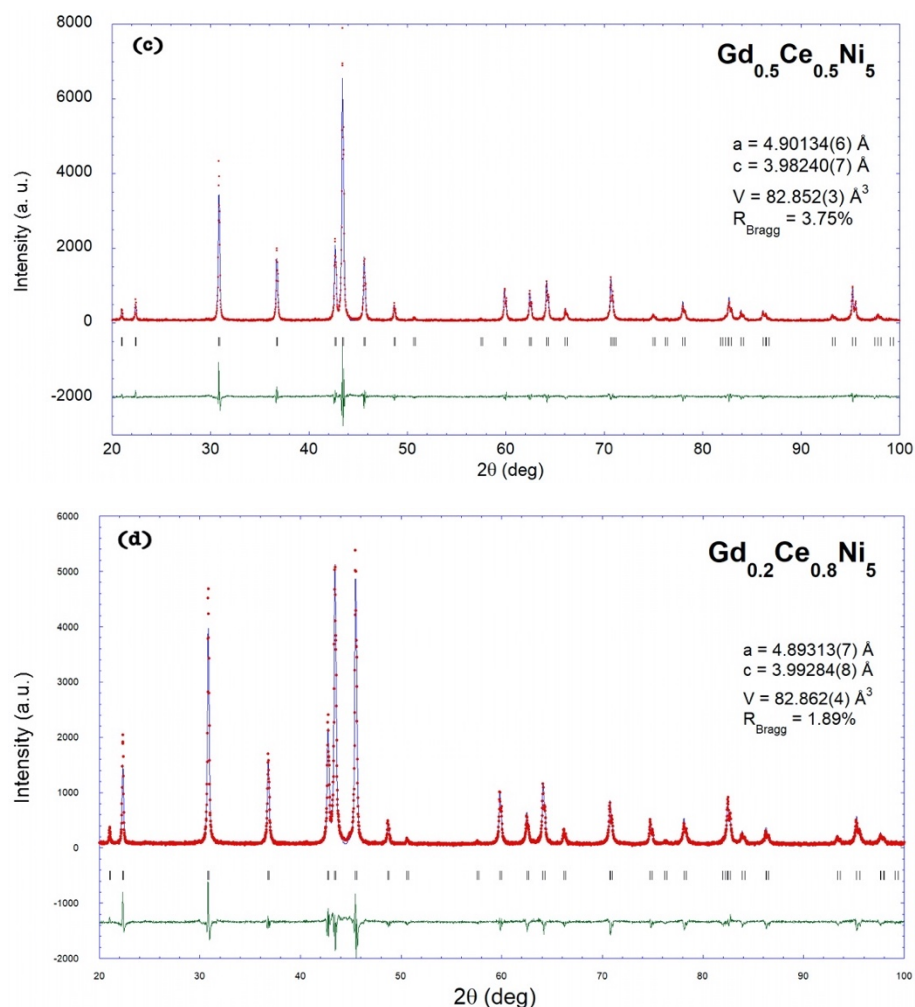 (c)
Gd0.5Ce0.5Ni5
a = 4.90134(6) Å
c = 3.98240(7) Å
V = 82.852(3) Å3
RBragg = 3.75%
Intensity (a. u.)
8000
6000
4000
2000
0
-2000
20 30 40 50 60 70 80 90 100
2θ (deg)
(d)
Gd0.2Ce0.8Ni5
a = 4.89313(7) Å
c = 3.99284(8) Å
V = 82.862(4) Å3
RBragg = 1.89%
Intensity (a.u.)
6000
5000
4000
3000
2000
1000
0
-1000
-2000
20 30 40 50 60 70 80 90 100
2θ (deg)